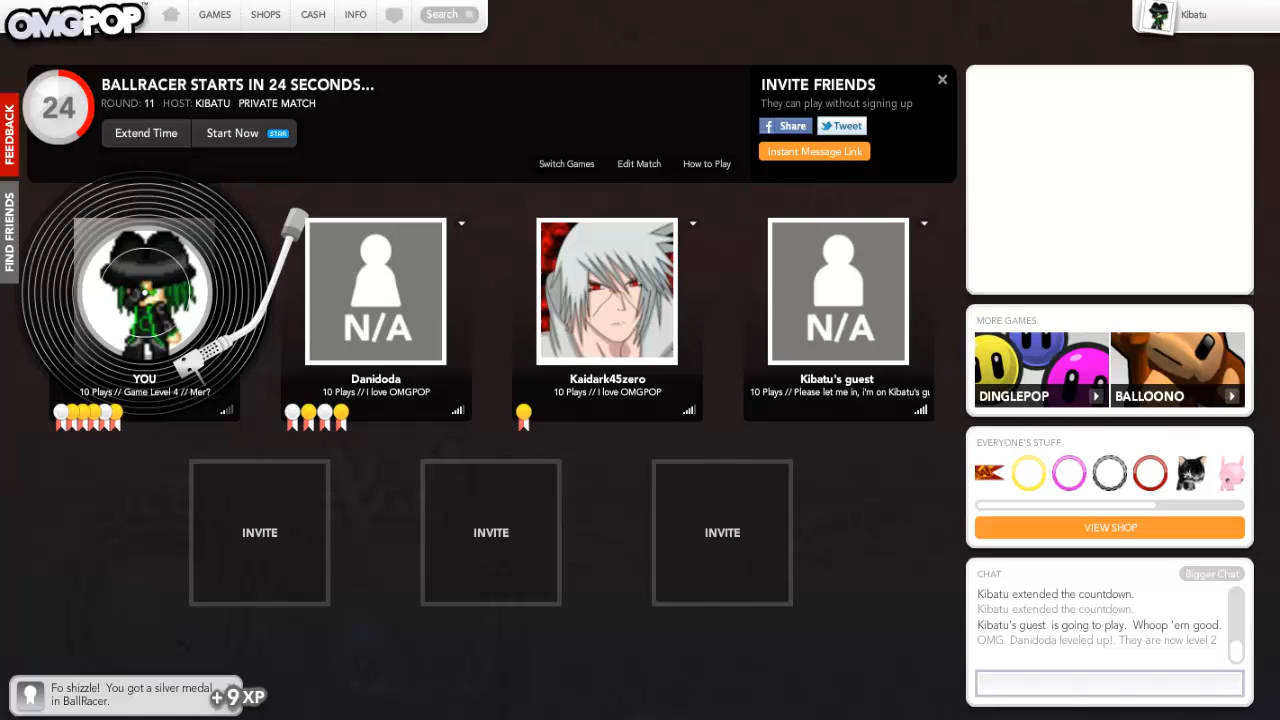 OMGPOP™
GAMES
SHOPS
CASH
INFO
Search
Kibatu
FEEDBACK
FIND FRIENDS
24
BALLRACER STARTS IN 24 SECONDS...
ROUND: 11 HOST: KIBATU PRIVATE MATCH
Extend Time
Start Now STAR
Switch Games
Edit Match
How to Play
INVITE FRIENDS
They can play without signing up
f Share
Tweet
Instant Message Link
YOU
10 Plays // Game Level 4 // Mer?
N/A
Danidoda
10 Plays // I love OMGPOP
Kaidark45zero
10 Plays // I love OMGPOP
N/A
Kibatu's guest
10 Plays // Please let me in, i'm on Kibatu's gu
INVITE
INVITE
INVITE
MORE GAMES
DINGLEPOP
BALLOONO
EVERYONE'S STUFF
VIEW SHOP
CHAT
Bigger Chat
Kibatu extended the countdown.
Kibatu extended the countdown.
Kibatu's guest is going to play. Whoop 'em good.
OMG. Danidoda leveled up!. They are now level 2
Fo shizzle! You got a silver medal
in BallRacer.
+9 XP